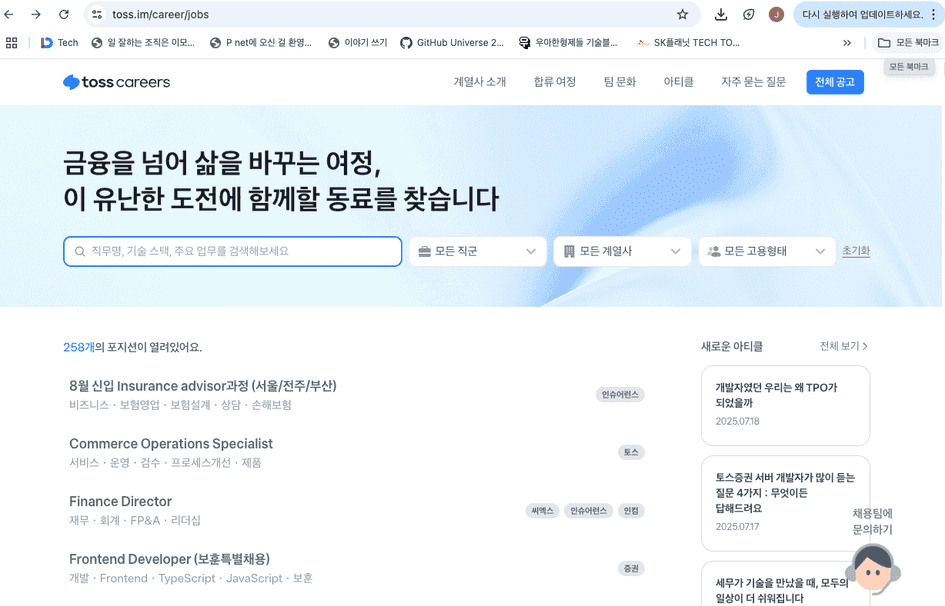 toss.im/career/jobs
J
다시 실행하여 업데이트하세요.
Tech
일 잘하는 조직은 이모...
P net에 오신 걸 환영...
이야기 쓰기
GitHub Universe 2...
우아한형제들 기술블...
SK플래닛 TECH TO...
»
모든 북마크
모든 북마크
toss careers
계열사 소개
합류 여정
팀 문화
아티클
자주 묻는 질문
전체 공고
금융을 넘어 삶을 바꾸는 여정,
이 유난한 도전에 함께할 동료를 찾습니다
직무명, 기술 스택, 주요 업무를 검색해보세요
모든 직군
모든 계열사
모든 고용형태
초기화
258개의 포지션이 열려있어요.
8월 신입 Insurance advisor과정 (서울/전주/부산)
비즈니스・보험영업・보험설계・상담・손해보험
인슈어런스
Commerce Operations Specialist
서비스・운영・검수・프로세스개선・제품
토스
Finance Director
재무・회계・FP&A・리더십
씨엑스
인슈어런스
인컴
Frontend Developer (보훈특별채용)
개발・Frontend・TypeScript・JavaScript・보훈
증권
새로운 아티클
전체 보기 >
개발자였던 우리는 왜 TPO가
되었을까
2025.07.18
토스증권 서버 개발자가 많이 듣는
질문 4가지 : 무엇이든
답해드려요
2025.07.17
채용팀에
문의하기
세무가 기술을 만났을 때, 모두의
일상이 더 쉬워집니다